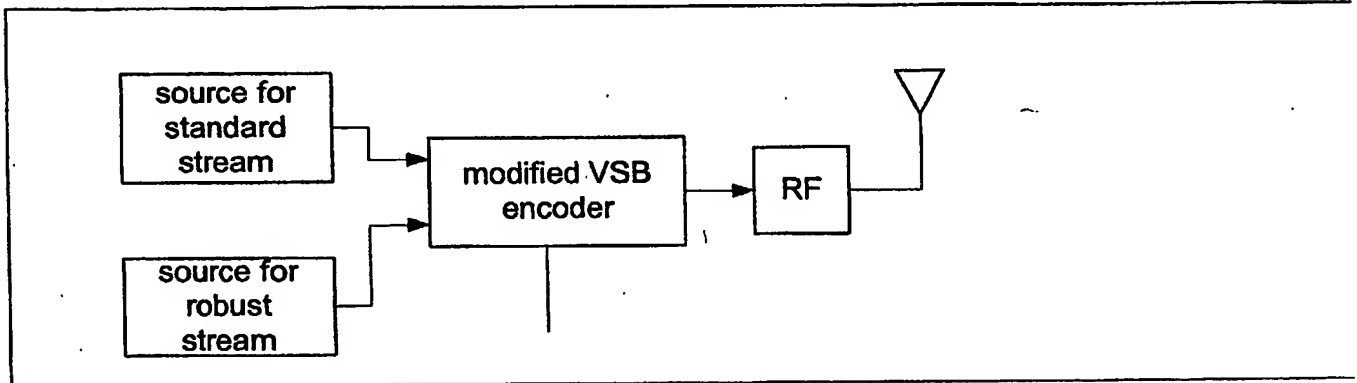 source for
standard
stream
modified VSB
encoder
RF
source for
robust
stream